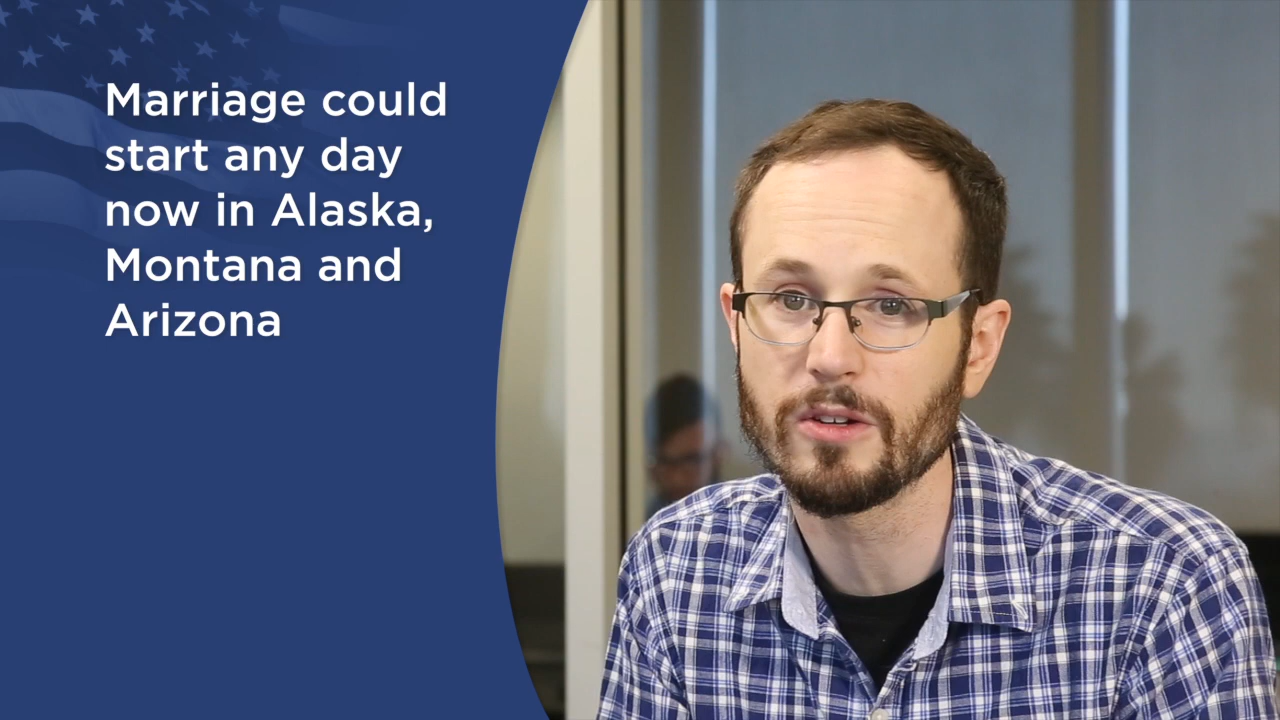 Marriage could
start any day
now in Alaska,
Montana and
Arizona